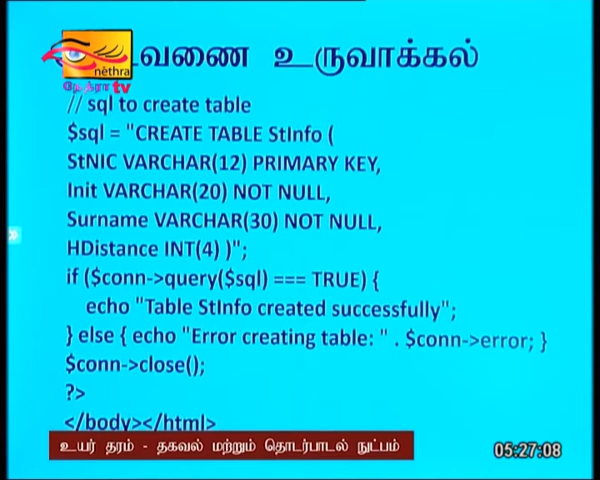 வணை உருவாக்கல்
nethra
நேத்ரா tv
// sql to create table
$sql = "CREATE TABLE StInfo (
StNIC VARCHAR(12) PRIMARY KEY,
Init VARCHAR(20) NOT NULL,
Surname VARCHAR(30) NOT NULL,
HDistance INT(4) )";
if ($conn->query($sql) === TRUE) {
echo "Table StInfo created successfully";
} else { echo "Error creating table: " . $conn->error; }
$conn->close();
?>
</body></html>
உயர் தரம் - தகவல் மற்றும் தொடர்பாடல் நுட்பம்
05:27:08